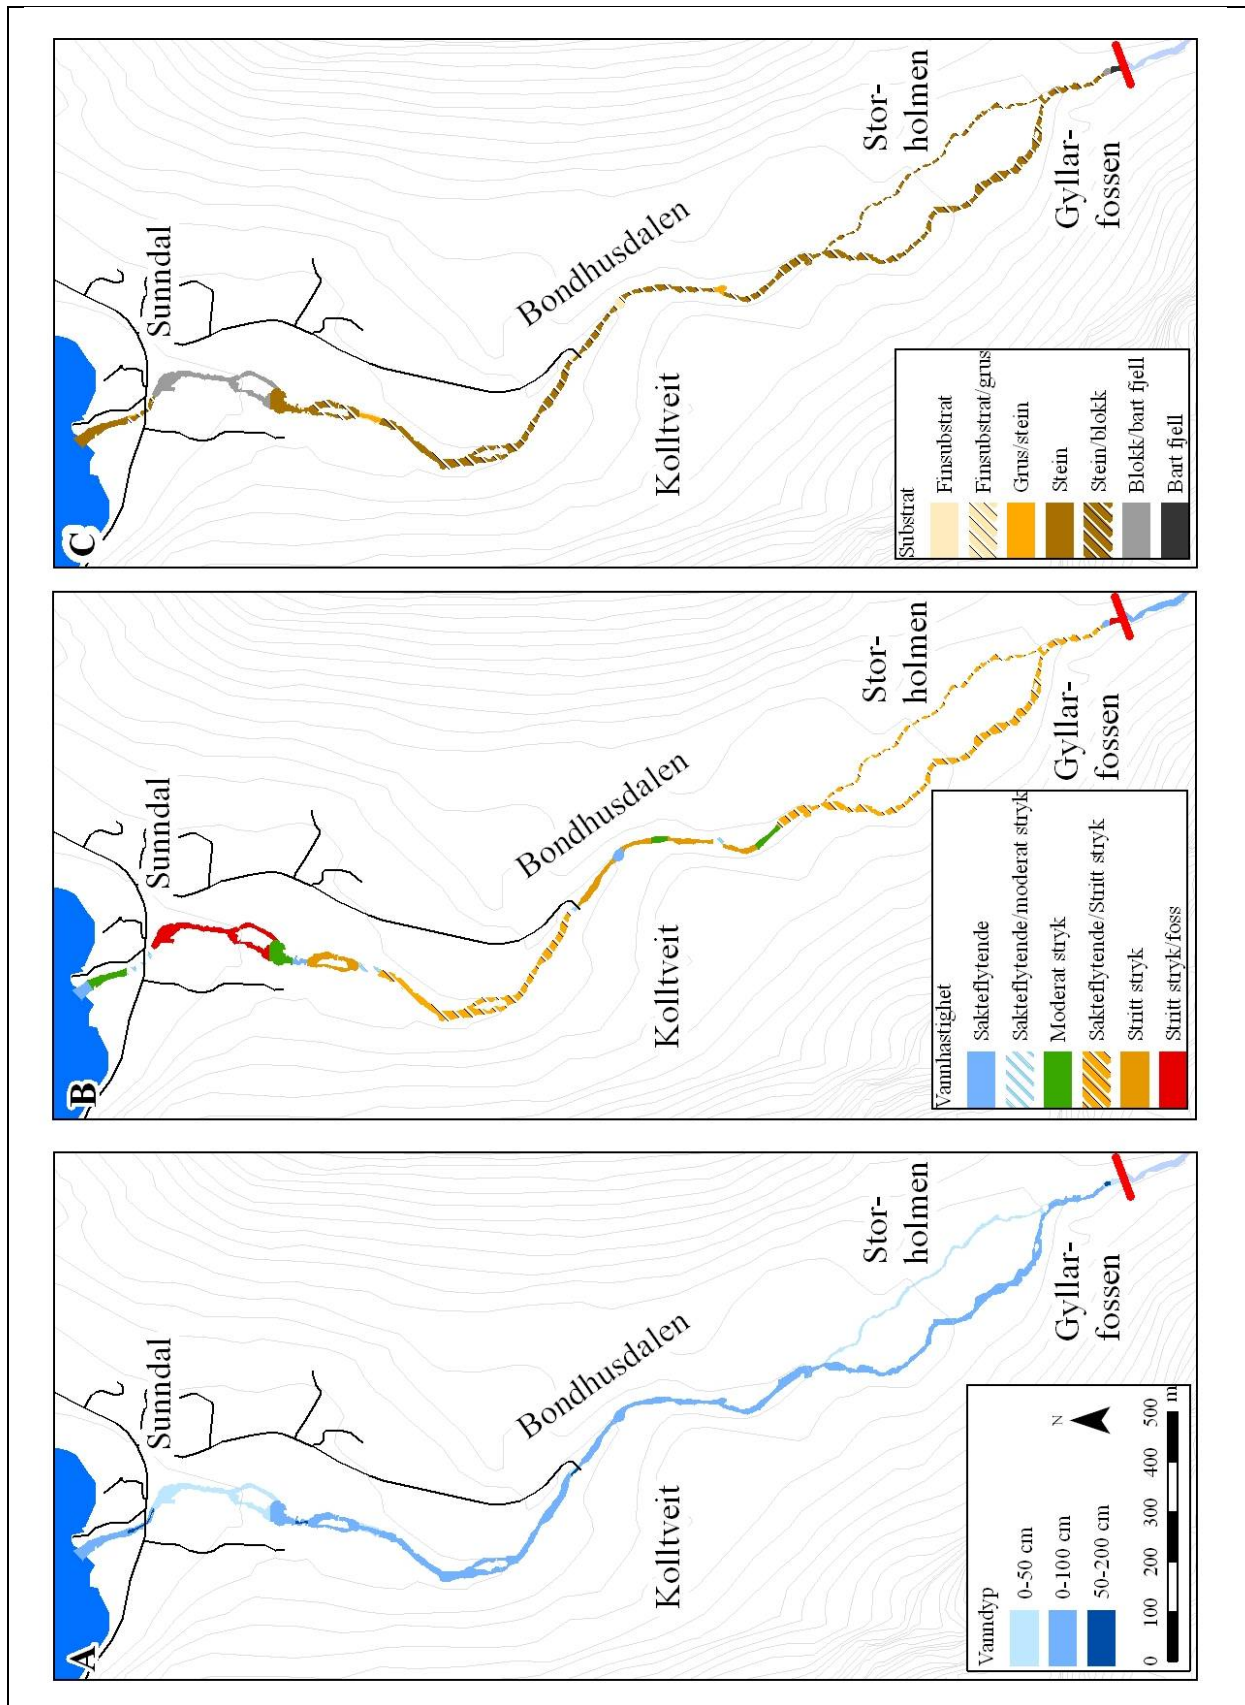 A
Sunndal
Bondhusdalen
Kolltveit
Stor-
holmen
Gyllar-
fossen
Vanndyp
0-50 cm
0-100 cm
50-200 cm
N
0 100 200 300 400 500
m
B
Sunndal
Bondhusdalen
Kolltveit
Stor-
holmen
Gyllar-
fossen
Vannhastighet
Sakteflytende
Sakteflytende/moderat stryk
Moderat stryk
Sakteflytende/Stritt stryk
Stritt stryk
Stritt stryk/foss
C
Sunndal
Bondhusdalen
Kolltveit
Stor-
holmen
Gyllar-
fossen
Substrat
Finsubstrat
Finsubstrat/grus
Grus/stein
Stein
Stein/blokk
Blokk/bart fjell
Bart fjell